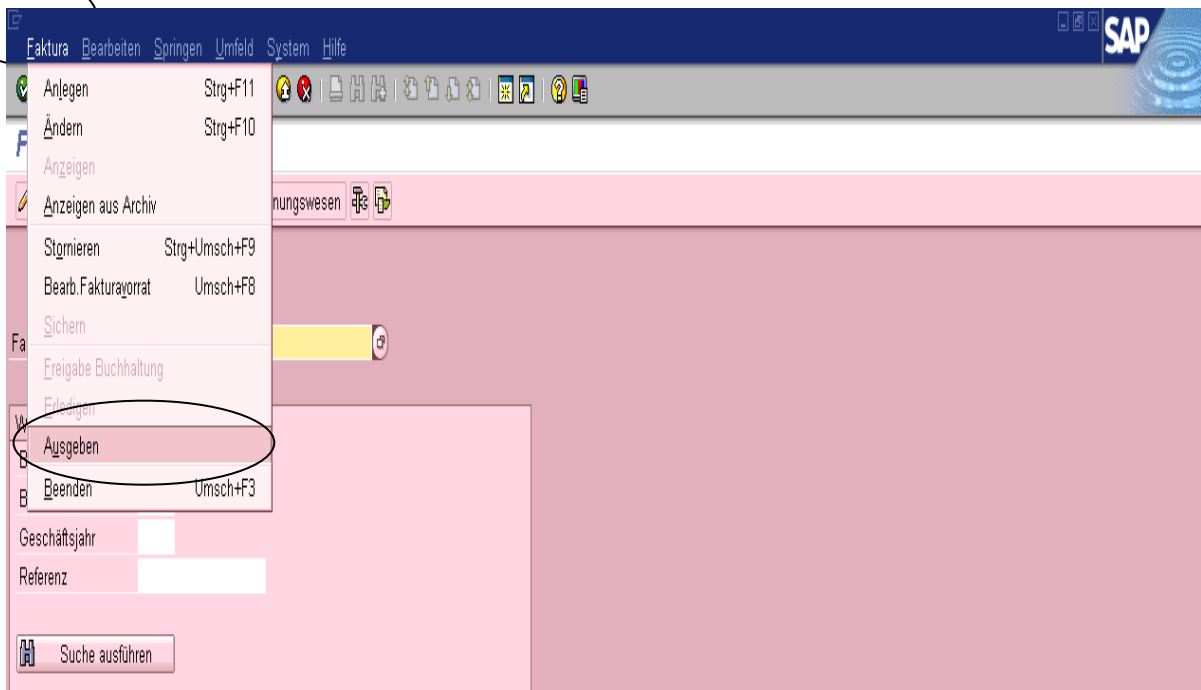 SAP
Faktura Bearbeiten Springen Umfeld System Hilfe
Anlegen Strg+F11
Ändern Strg+F10
Anzeigen
Anzeigen aus Archiv
nungswesen
Stornieren Strg+Umsch+F9
Bearb.Fakturavorrat Umsch+F8
Sichern
Fa
Freigabe Buchhaltung
Erledigen
Ausgeben
Beenden Umsch+F3
B
Geschäftsjahr
Referenz
Suche ausführen